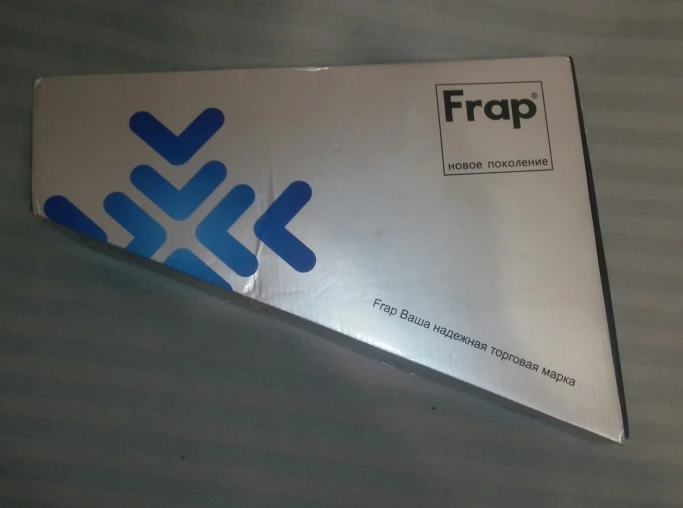 Frap®
новое поколение
Frap Ваша надежная торговая марка